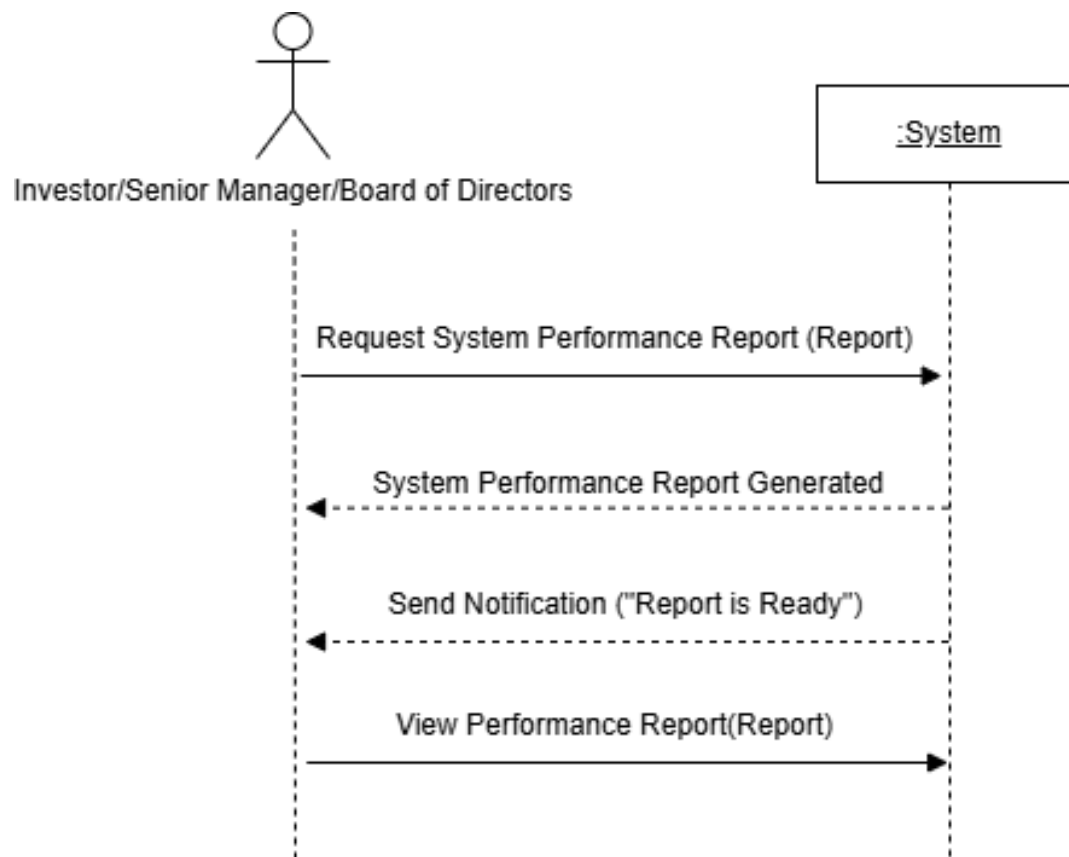 :System
Investor/Senior Manager/Board of Directors
Request System Performance Report (Report)
System Performance Report Generated
Send Notification ("Report is Ready")
View Performance Report(Report)